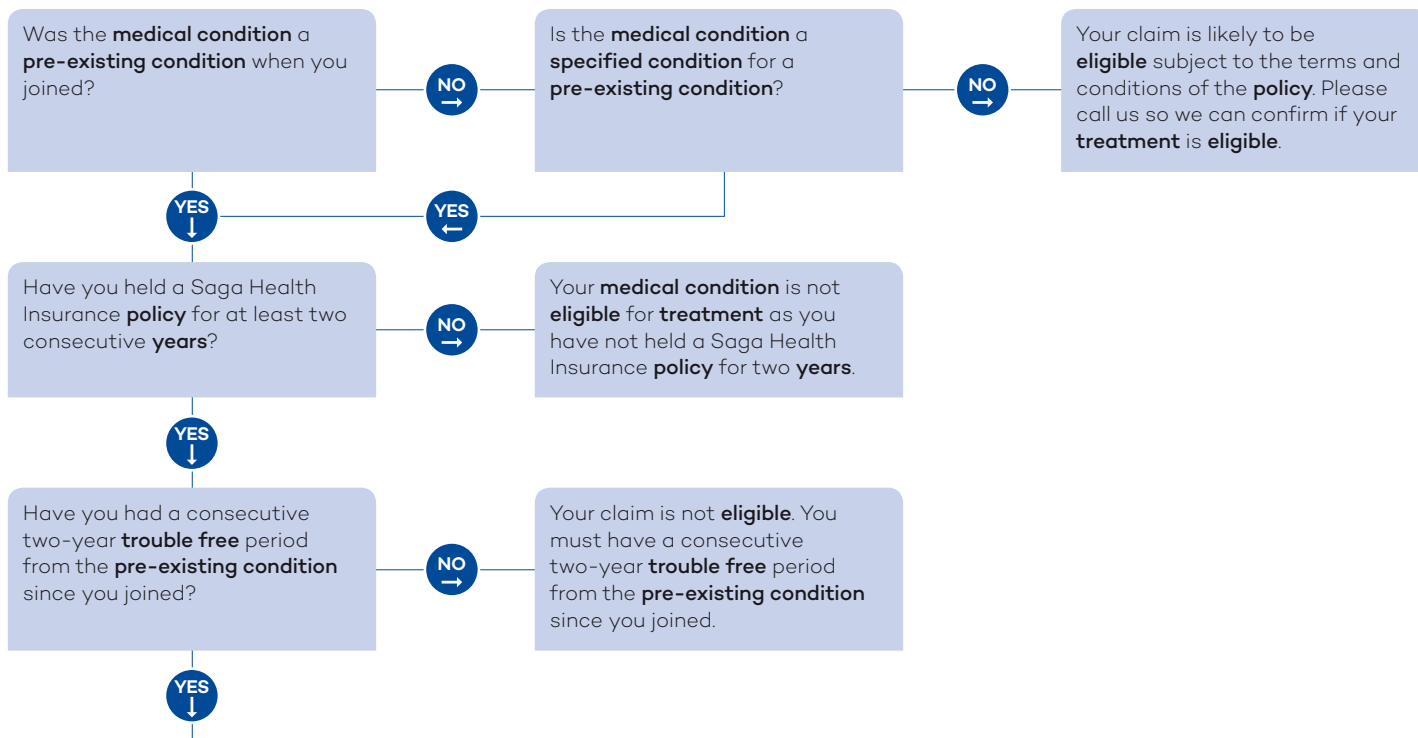 Was the medical condition a
pre-existing condition when you
joined?
NO
→
Is the medical condition a
specified condition for a
pre-existing condition?
NO
→
Your claim is likely to be
eligible subject to the terms and
conditions of the policy. Please
call us so we can confirm if your
treatment is eligible.
YES
↓
YES
←
Have you held a Saga Health
Insurance policy for at least two
consecutive years?
NO
→
Your medical condition is not
eligible for treatment as you
have not held a Saga Health
Insurance policy for two years.
YES
↓
Have you had a consecutive
two-year trouble free period
from the pre-existing condition
since you joined?
NO
→
Your claim is not eligible. You
must have a consecutive
two-year trouble free period
from the pre-existing condition
since you joined.
YES
↓